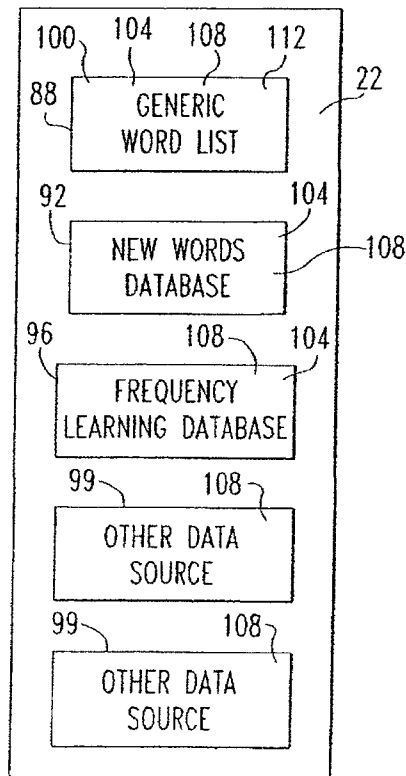 100 104 108 112
22
88
GENERIC
WORD LIST
92 104
NEW WORDS
DATABASE
108
96 108 104
FREQUENCY
LEARNING DATABASE
99 108
OTHER DATA
SOURCE
99 108
OTHER DATA
SOURCE